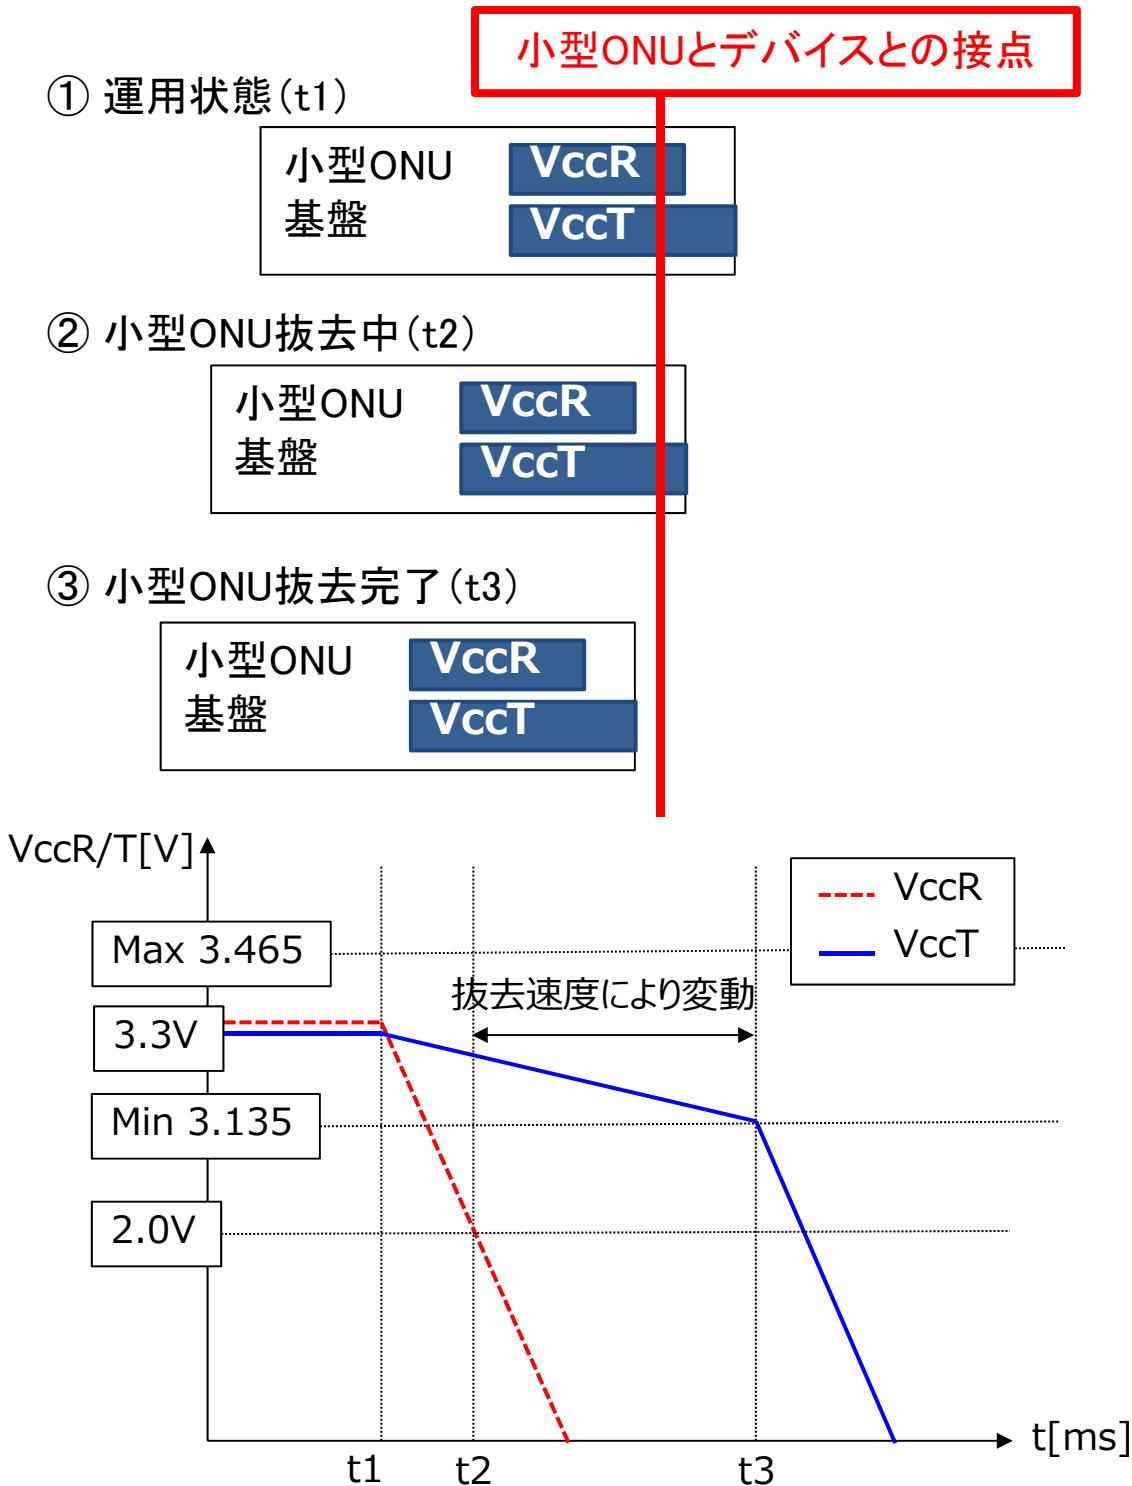 小型ONUとデバイスとの接点
① 運用状態(t1)
小型ONU
基盤
VccR
VccT
② 小型ONU抜去中(t2)
小型ONU
基盤
VccR
VccT
③ 小型ONU抜去完了(t3)
小型ONU
基盤
VccR
VccT
VccR/T[V]
VccR
VccT
Max 3.465
抜去速度により変動
3.3V
Min 3.135
2.0V
t[ms]
t1
t2
t3